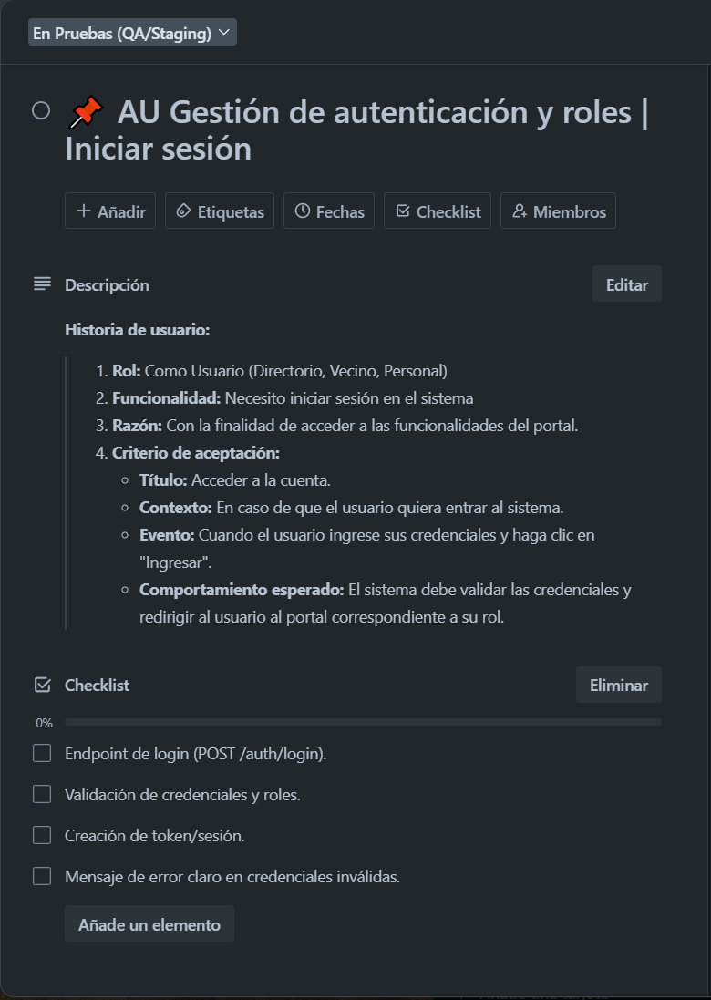 En Pruebas (QA/Staging)
AU Gestión de autenticación y roles |
Iniciar sesión
Añadir
Etiquetas
Fechas
Checklist
Miembros
Descripción
Editar
Historia de usuario:
1. Rol: Como Usuario (Directorio, Vecino, Personal)
2. Funcionalidad: Necesito iniciar sesión en el sistema
3. Razón: Con la finalidad de acceder a las funcionalidades del portal.
4. Criterio de aceptación:
Título: Acceder a la cuenta.
Contexto: En caso de que el usuario quiera entrar al sistema.
Evento: Cuando el usuario ingrese sus credenciales y haga clic en
"Ingresar".
Comportamiento esperado: El sistema debe validar las credenciales y
redirigir al usuario al portal correspondiente a su rol.
Checklist
Eliminar
0%
Endpoint de login (POST /auth/login).
Validación de credenciales y roles.
Creación de token/sesión.
Mensaje de error claro en credenciales inválidas.
Añade un elemento